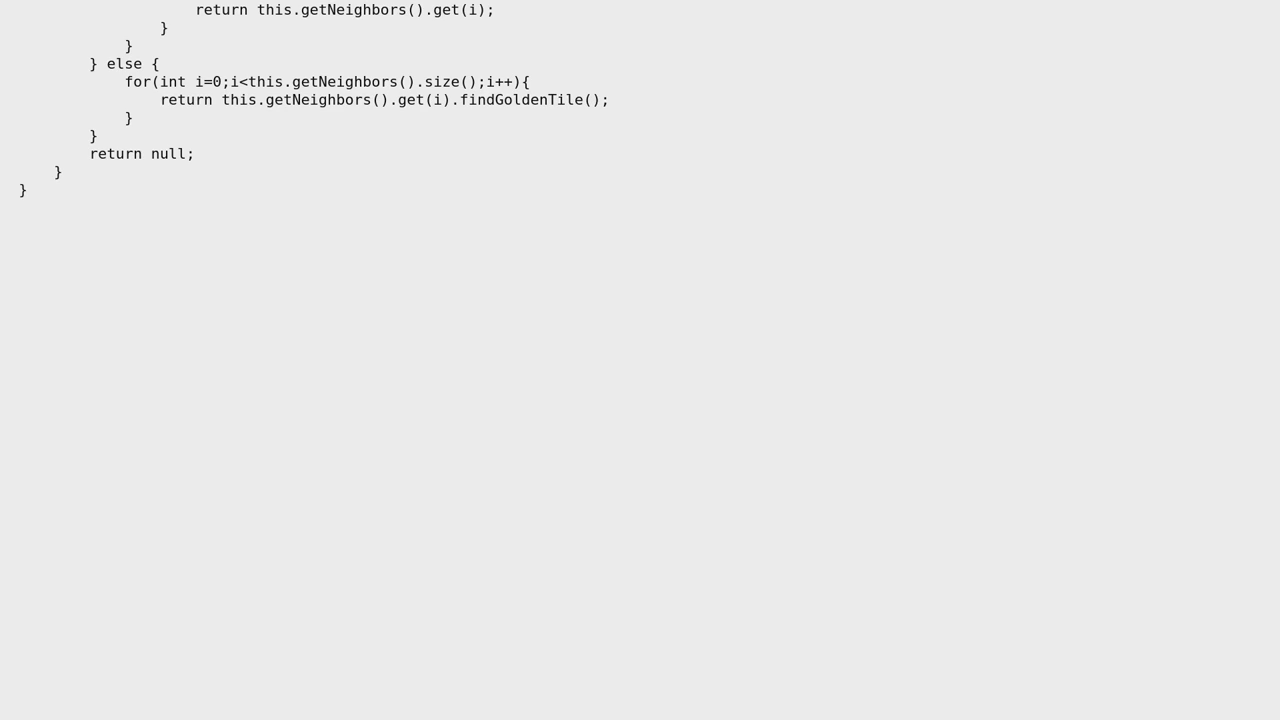 return this.getNeighbors().get(i);
                }
            }
        } else {
            for(int i=0;i<this.getNeighbors().size();i++){
                return this.getNeighbors().get(i).findGoldenTile();
            }
        }
        return null;
    }
}